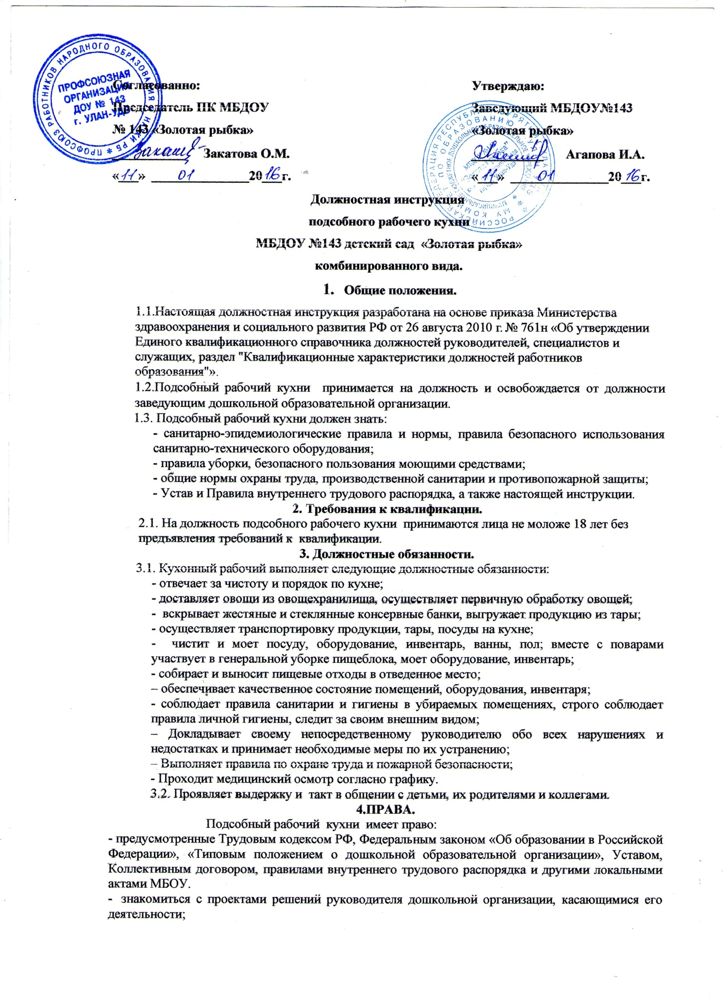 Согласованно:
Председатель ПК МБДОУ
№ 143 «Золотая рыбка»
Закатова О.М.
«11» 01 2016г.
ПРОФСОЮЗ РАБОТНИКОВ НАРОДНОГО ОБРАЗОВАНИЯ И НАУКИ РБ
ПРОФСОЮЗНАЯ
ОРГАНИЗАЦИЯ
ДОУ № 143
г. УЛАН-УДЭ
Утверждаю:
Заведующий МБДОУ№143
«Золотая рыбка»
Агапова И.А.
«11» 01 2016г.
Должностная инструкция
подсобного рабочего кухни
МБДОУ №143 детский сад «Золотая рыбка»
комбинированного вида.
1. Общие положения.
1.1.Настоящая должностная инструкция разработана на основе приказа Министерства
здравоохранения и социального развития РФ от 26 августа 2010 г. № 761н «Об утверждении
Единого квалификационного справочника должностей руководителей, специалистов и
служащих, раздел "Квалификационные характеристики должностей работников
образования"».
1.2.Подсобный рабочий кухни принимается на должность и освобождается от должности
заведующим дошкольной образовательной организации.
1.3. Подсобный рабочий кухни должен знать:
- санитарно-эпидемиологические правила и нормы, правила безопасного использования
санитарно-технического оборудования;
- правила уборки, безопасного пользования моющими средствами;
- общие нормы охраны труда, производственной санитарии и противопожарной защиты;
- Устав и Правила внутреннего трудового распорядка, а также настоящей инструкции.
2. Требования к квалификации.
2.1. На должность подсобного рабочего кухни принимаются лица не моложе 18 лет без
предъявления требований к квалификации.
3. Должностные обязанности.
3.1. Кухонный рабочий выполняет следующие должностные обязанности:
- отвечает за чистоту и порядок по кухне;
- доставляет овощи из овощехранилища, осуществляет первичную обработку овощей;
- вскрывает жестяные и стеклянные консервные банки, выгружает продукцию из тары;
- осуществляет транспортировку продукции, тары, посуды на кухне;
- чистит и моет посуду, оборудование, инвентарь, ванны, пол; вместе с поварами
участвует в генеральной уборке пищеблока, моет оборудование, инвентарь;
- собирает и выносит пищевые отходы в отведенное место;
– обеспечивает качественное состояние помещений, оборудования, инвентаря;
- соблюдает правила санитарии и гигиены в убираемых помещениях, строго соблюдает
правила личной гигиены, следит за своим внешним видом;
– Докладывает своему непосредственному руководителю обо всех нарушениях и
недостатках и принимает необходимые меры по их устранению;
– Выполняет правила по охране труда и пожарной безопасности;
- Проходит медицинский осмотр согласно графику.
3.2. Проявляет выдержку и такт в общении с детьми, их родителями и коллегами.
4.ПРАВА.
Подсобный рабочий кухни имеет право:
- предусмотренные Трудовым кодексом РФ, Федеральным законом «Об образовании в Российской
Федерации», «Типовым положением о дошкольной образовательной организации», Уставом,
Коллективным договором, правилами внутреннего трудового распорядка и другими локальными
актами МБОУ.
- знакомиться с проектами решений руководителя дошкольной организации, касающимися его
деятельности;